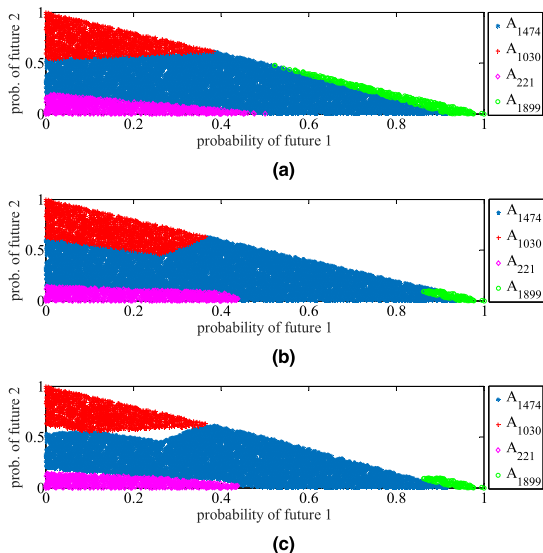 prob. of future 2
1
0.5
0
0 0.2 0.4 0.6 0.8 1
probability of future 1
A1474
A1030
A221
A1899
(a)
prob. of future 2
1
0.5
0
0 0.2 0.4 0.6 0.8 1
probability of future 1
A1474
A1030
A221
A1899
(b)
prob. of future 2
1
0.5
0
0 0.2 0.4 0.6 0.8 1
probability of future 1
A1474
A1030
A221
A1899
(c)